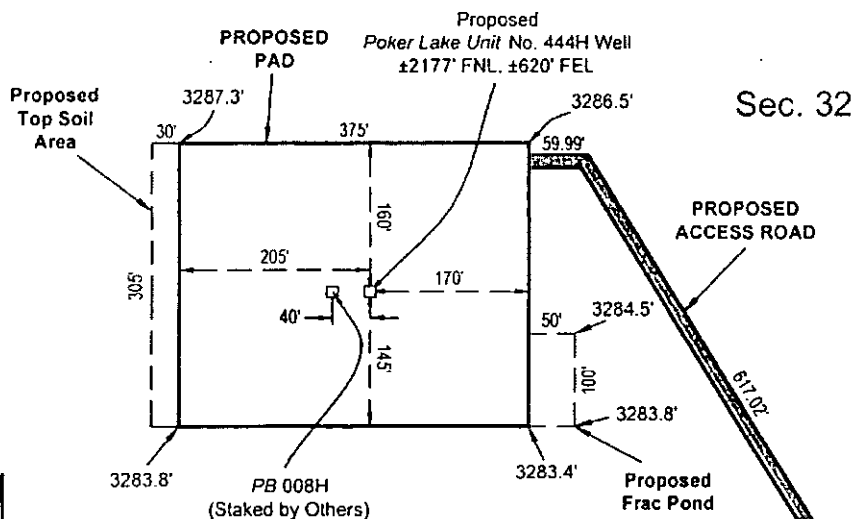 Proposed
Poker Lake Unit No. 444H Well
±2177' FNL, ±620' FEL
PROPOSED
PAD
Sec. 32
Proposed
Top Soil
Area
3287.3'
3286.5'
30'
375'
59.99'
PROPOSED
ACCESS ROAD
160'
205'
170'
305'
40'
145'
50'
3284.5'
100'
617.02'
3283.8'
3283.8'
3283.4'
PB 008H
(Staked by Others)
Proposed
Frac Pond